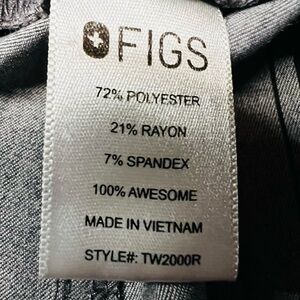 FIGS
72% POLYESTER
21% RAYON
7% SPANDEX
100% AWESOME
MADE IN VIETNAM
STYLE#: TW2000R